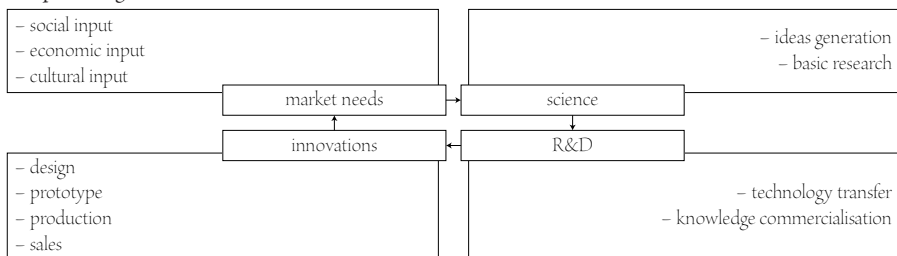 – social input
– economic input
– cultural input
– ideas generation
– basic research
market needs
science
innovations
R&D
– design
– prototype
– production
– sales
– technology transfer
– knowledge commercialisation